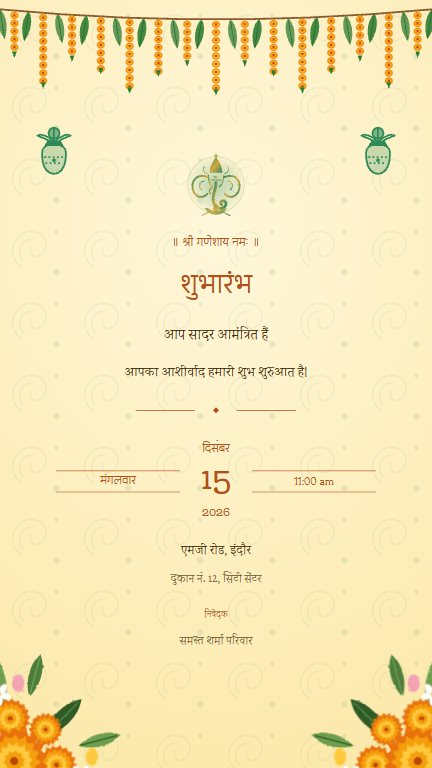 ॥ श्री गणेशाय नमः ॥
शुभारंभ
आप सादर आमंत्रित हैं
आपका आशीर्वाद हमारी शुभ शुरुआत है।
दिसंबर
मंगलवार 15 11:00 am
2026
एमजी रोड, इंदौर
दुकान नं. 12, सिटी सेंटर
निवेदक
समस्त शर्मा परिवार